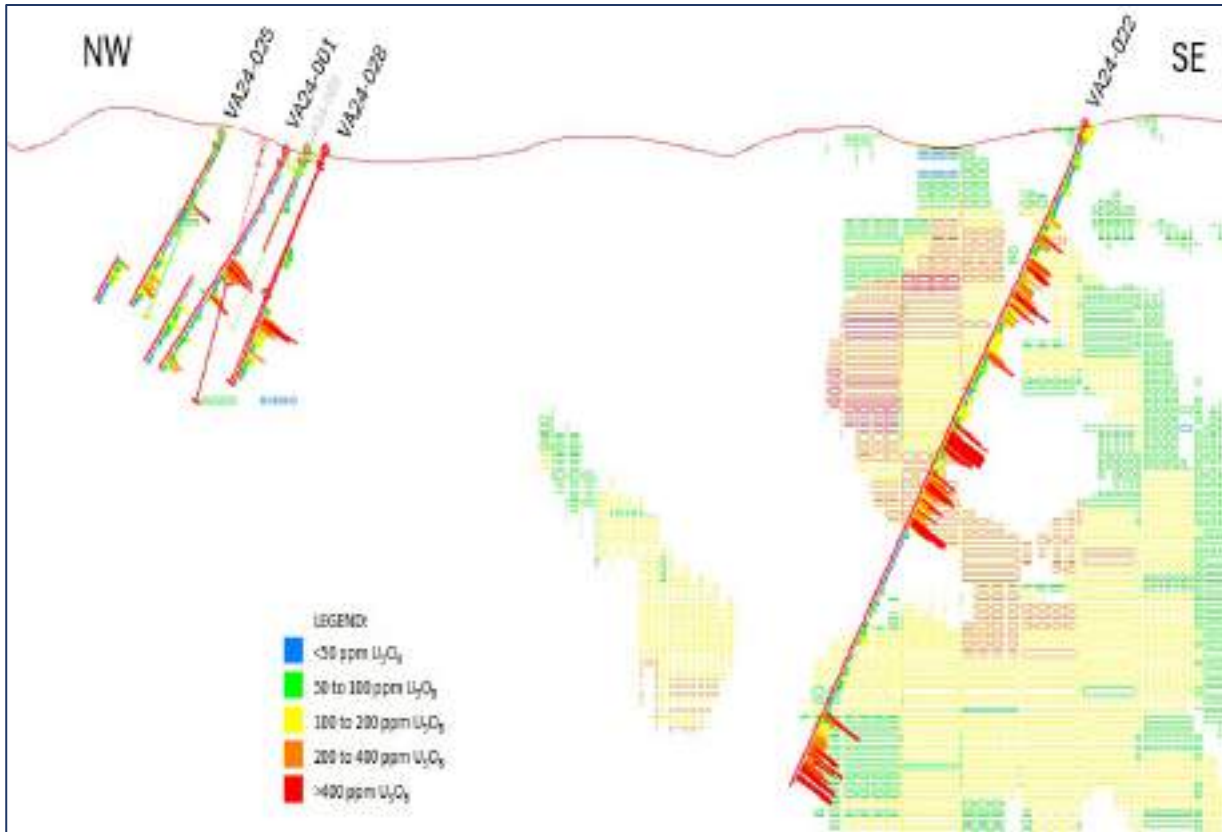 NW
SE
VA24-025
VA24-001
VA24-028
VA24-022
LEGEND:
<50 ppm U₃O₈
50 to 100 ppm U₃O₈
100 to 200 ppm U₃O₈
200 to 400 ppm U₃O₈
>400 ppm U₃O₈